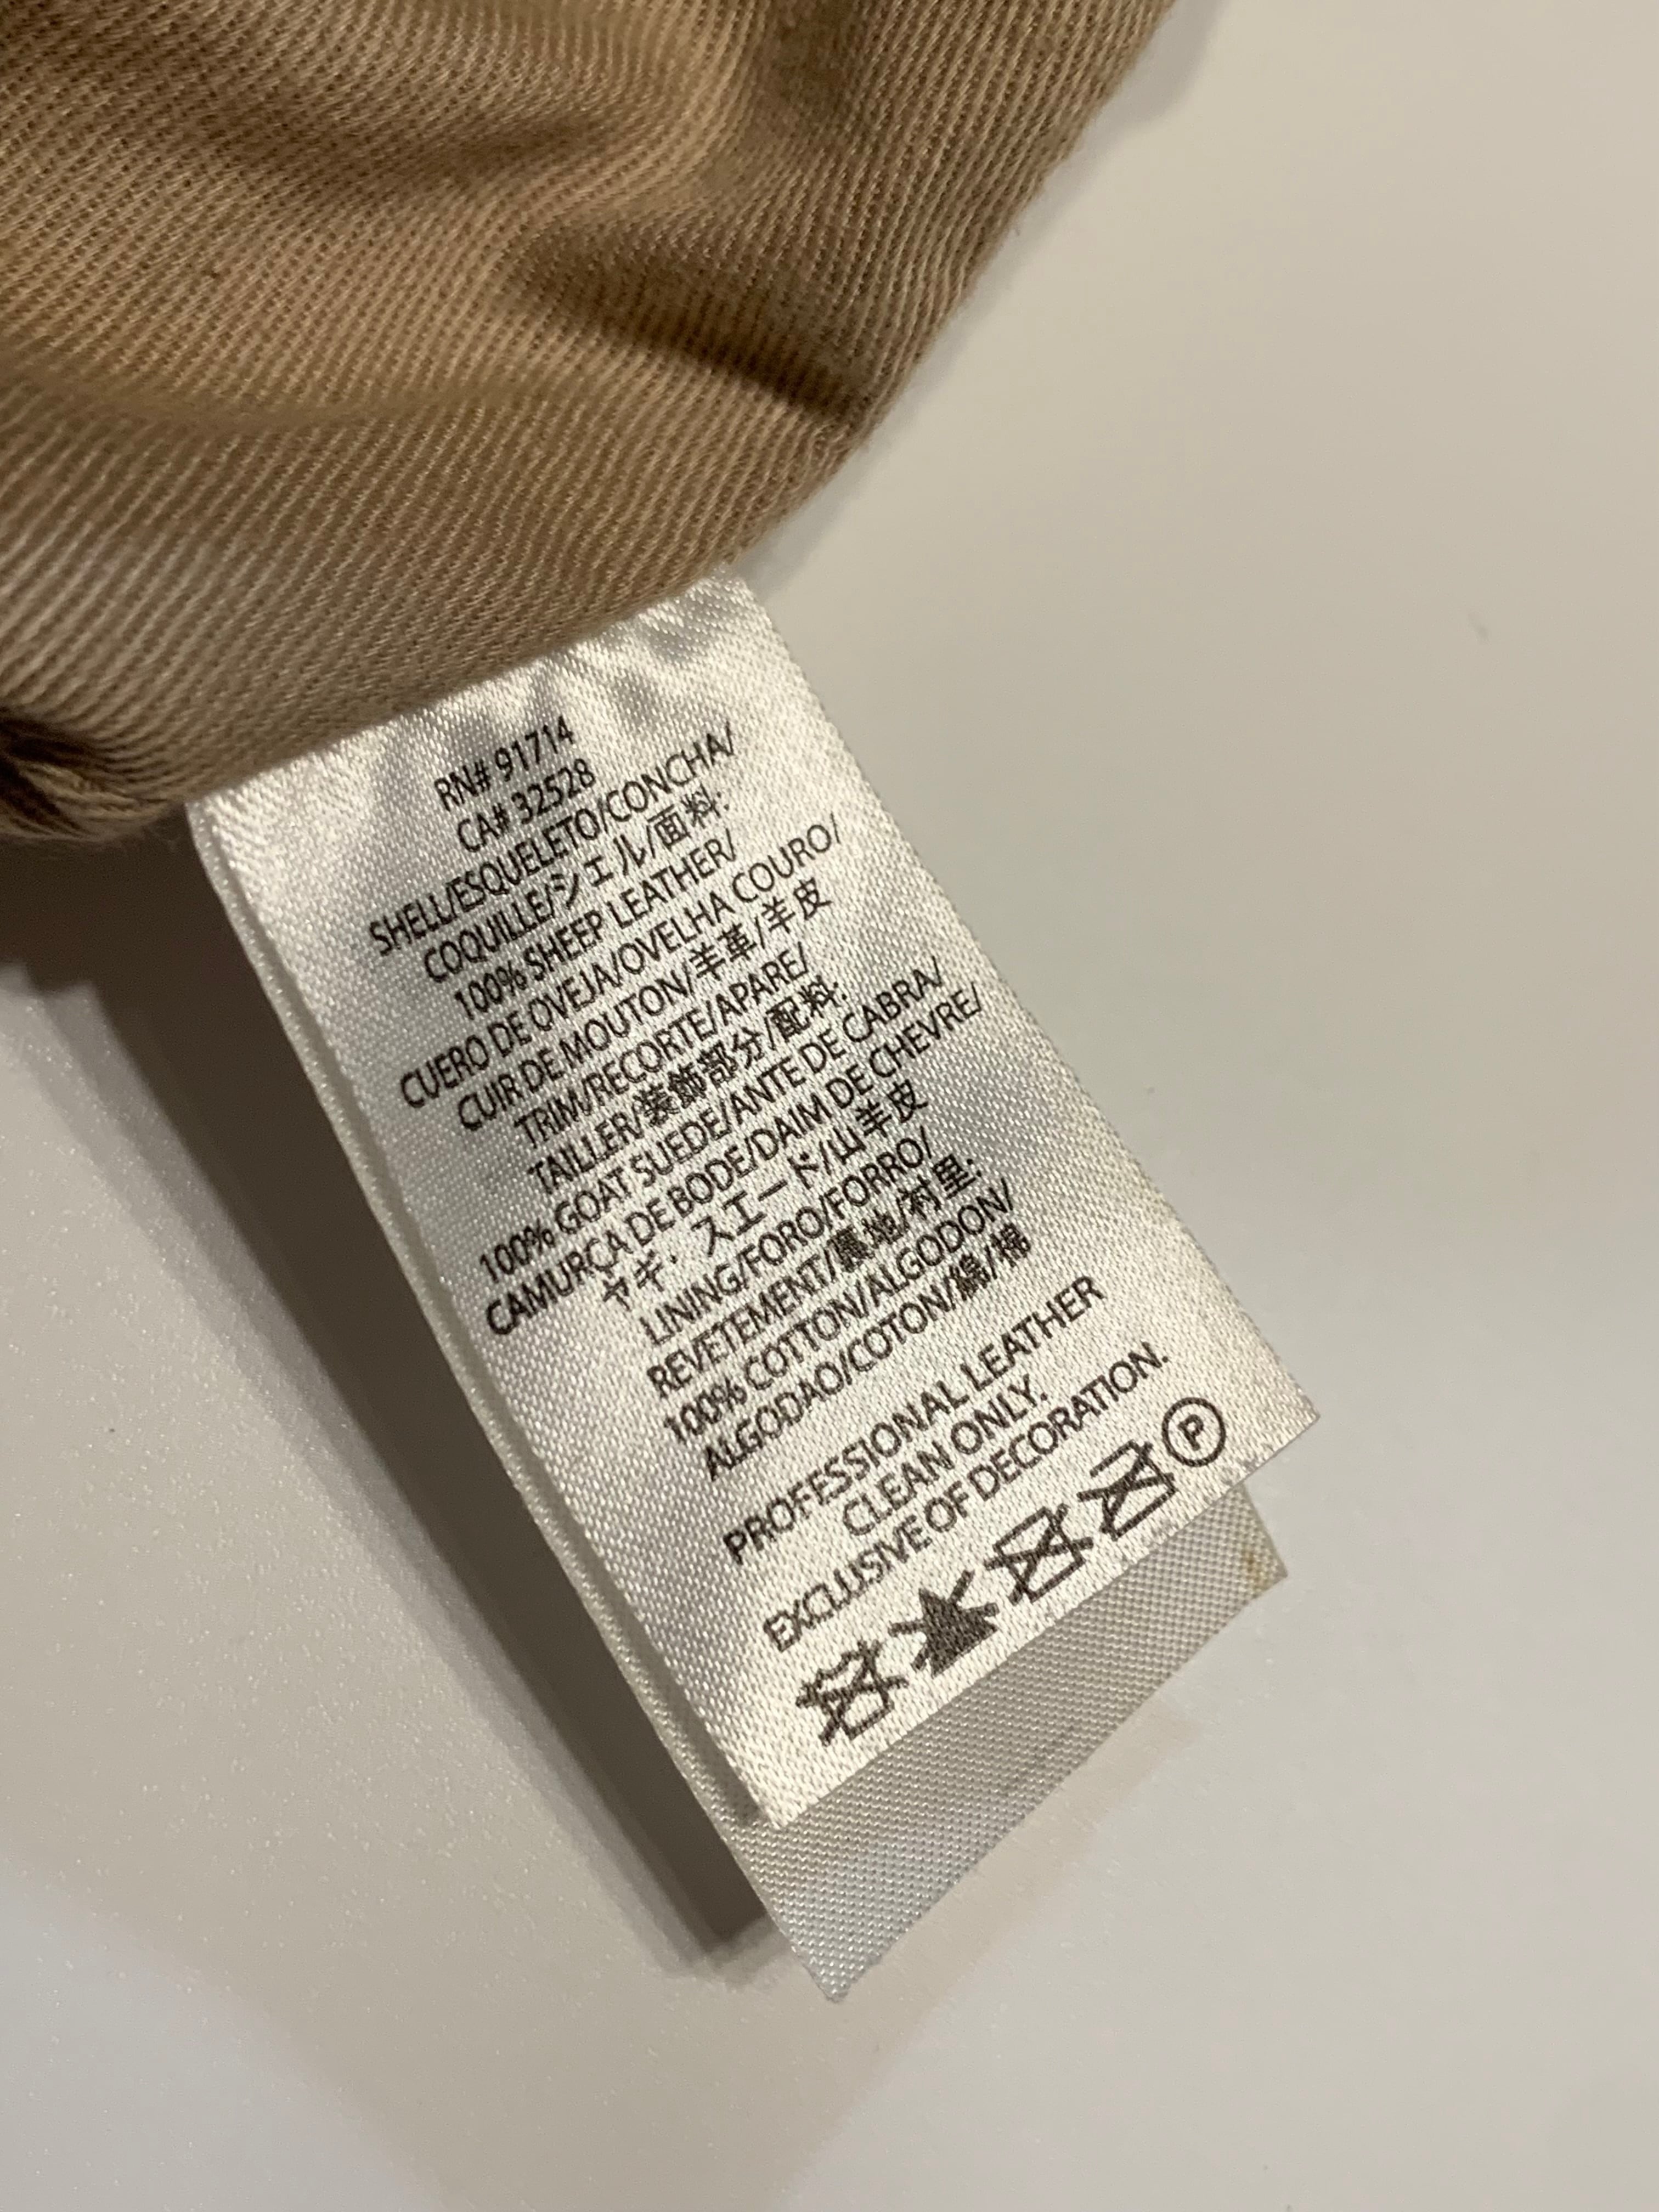 RN# 91714
CA# 32528
SHELL/ESQUELETO/CONCHA/
COQUILLE/シェル/面料:
100% SHEEP LEATHER/
CUERO DE OVEJA/OVELHA COURO/
CUIR DE MOUTON/羊革/羊皮
TRIM/RECORTE/APARE/
TAILLER/装飾部分/配料:
100% GOAT SUEDE/ANTE DE CABRA/
CAMURCA DE BODE/DAIM DE CHEVRE/
ヤギ. スエード/山羊皮
LINING/FORO/FORRO/
REVETEMENT/裏地/衬里:
100% COTTON/ALGODON/
ALGODAO/COTON/綿/棉
PROFESSIONAL LEATHER
CLEAN ONLY.
EXCLUSIVE OF DECORATION.
P